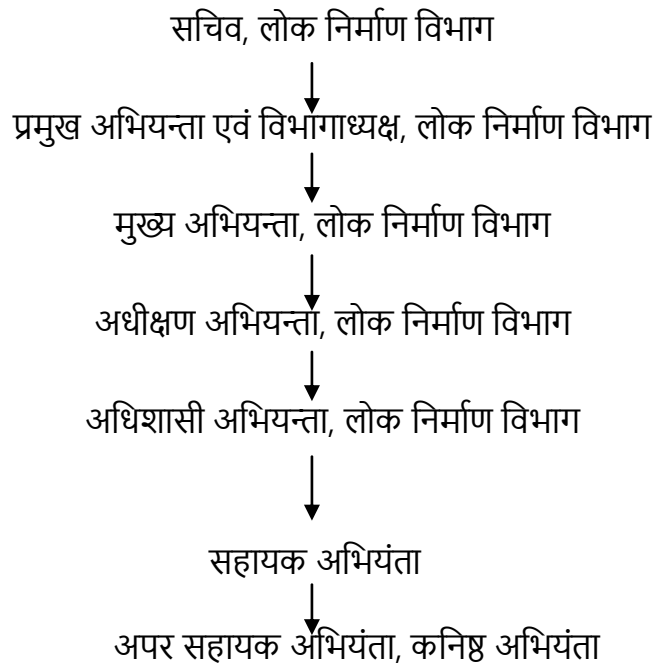 सचिव, लोक निर्माण विभाग
प्रमुख अभियन्ता एवं विभागाध्यक्ष, लोक निर्माण विभाग
मुख्य अभियन्ता, लोक निर्माण विभाग
अधीक्षण अभियन्ता, लोक निर्माण विभाग
अधिशासी अभियन्ता, लोक निर्माण विभाग
सहायक अभियंता
अपर सहायक अभियंता, कनिष्ठ अभियंता